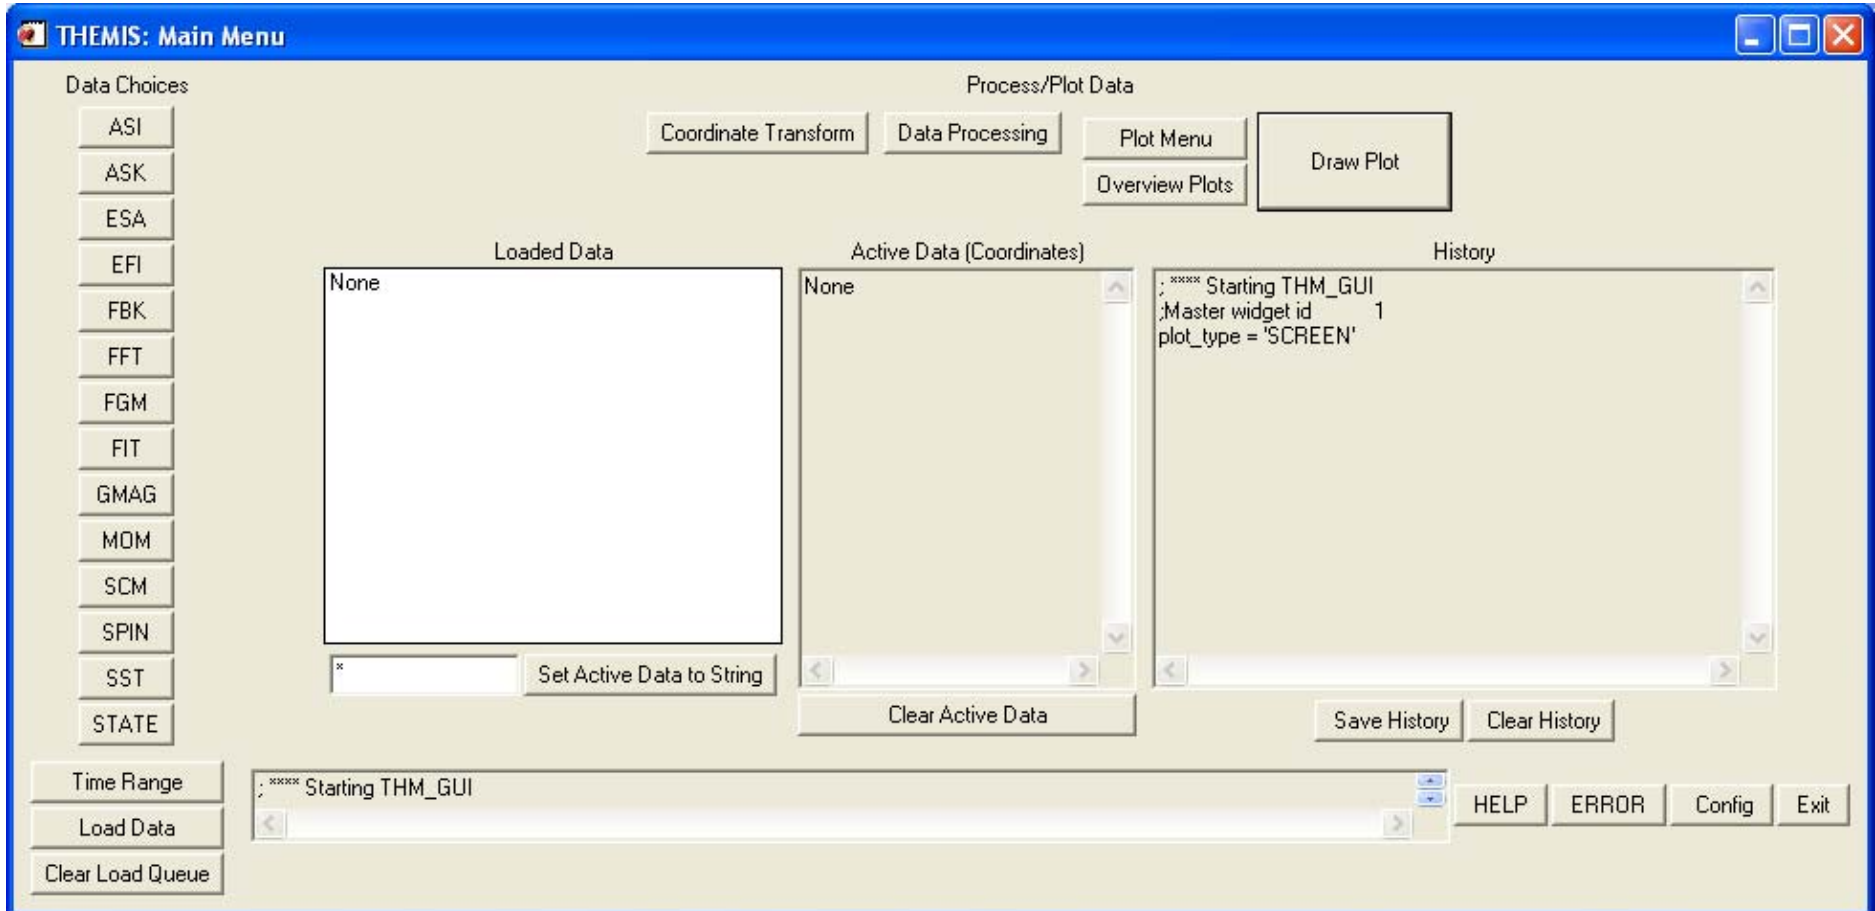 THEMIS: Main Menu
Data Choices
ASI
ASK
ESA
EFI
FBK
FFT
FGM
FIT
GMAG
MOM
SCM
SPIN
SST
STATE
Time Range
Load Data
Clear Load Queue
Process/Plot Data
Coordinate Transform
Data Processing
Plot Menu
Overview Plots
Draw Plot
Loaded Data
None
*
Set Active Data to String
Active Data (Coordinates)
None
Clear Active Data
History
; **** Starting THM_GUI
;Master widget id 1
plot_type = 'SCREEN'
Save History
Clear History
; **** Starting THM_GUI
HELP
ERROR
Config
Exit